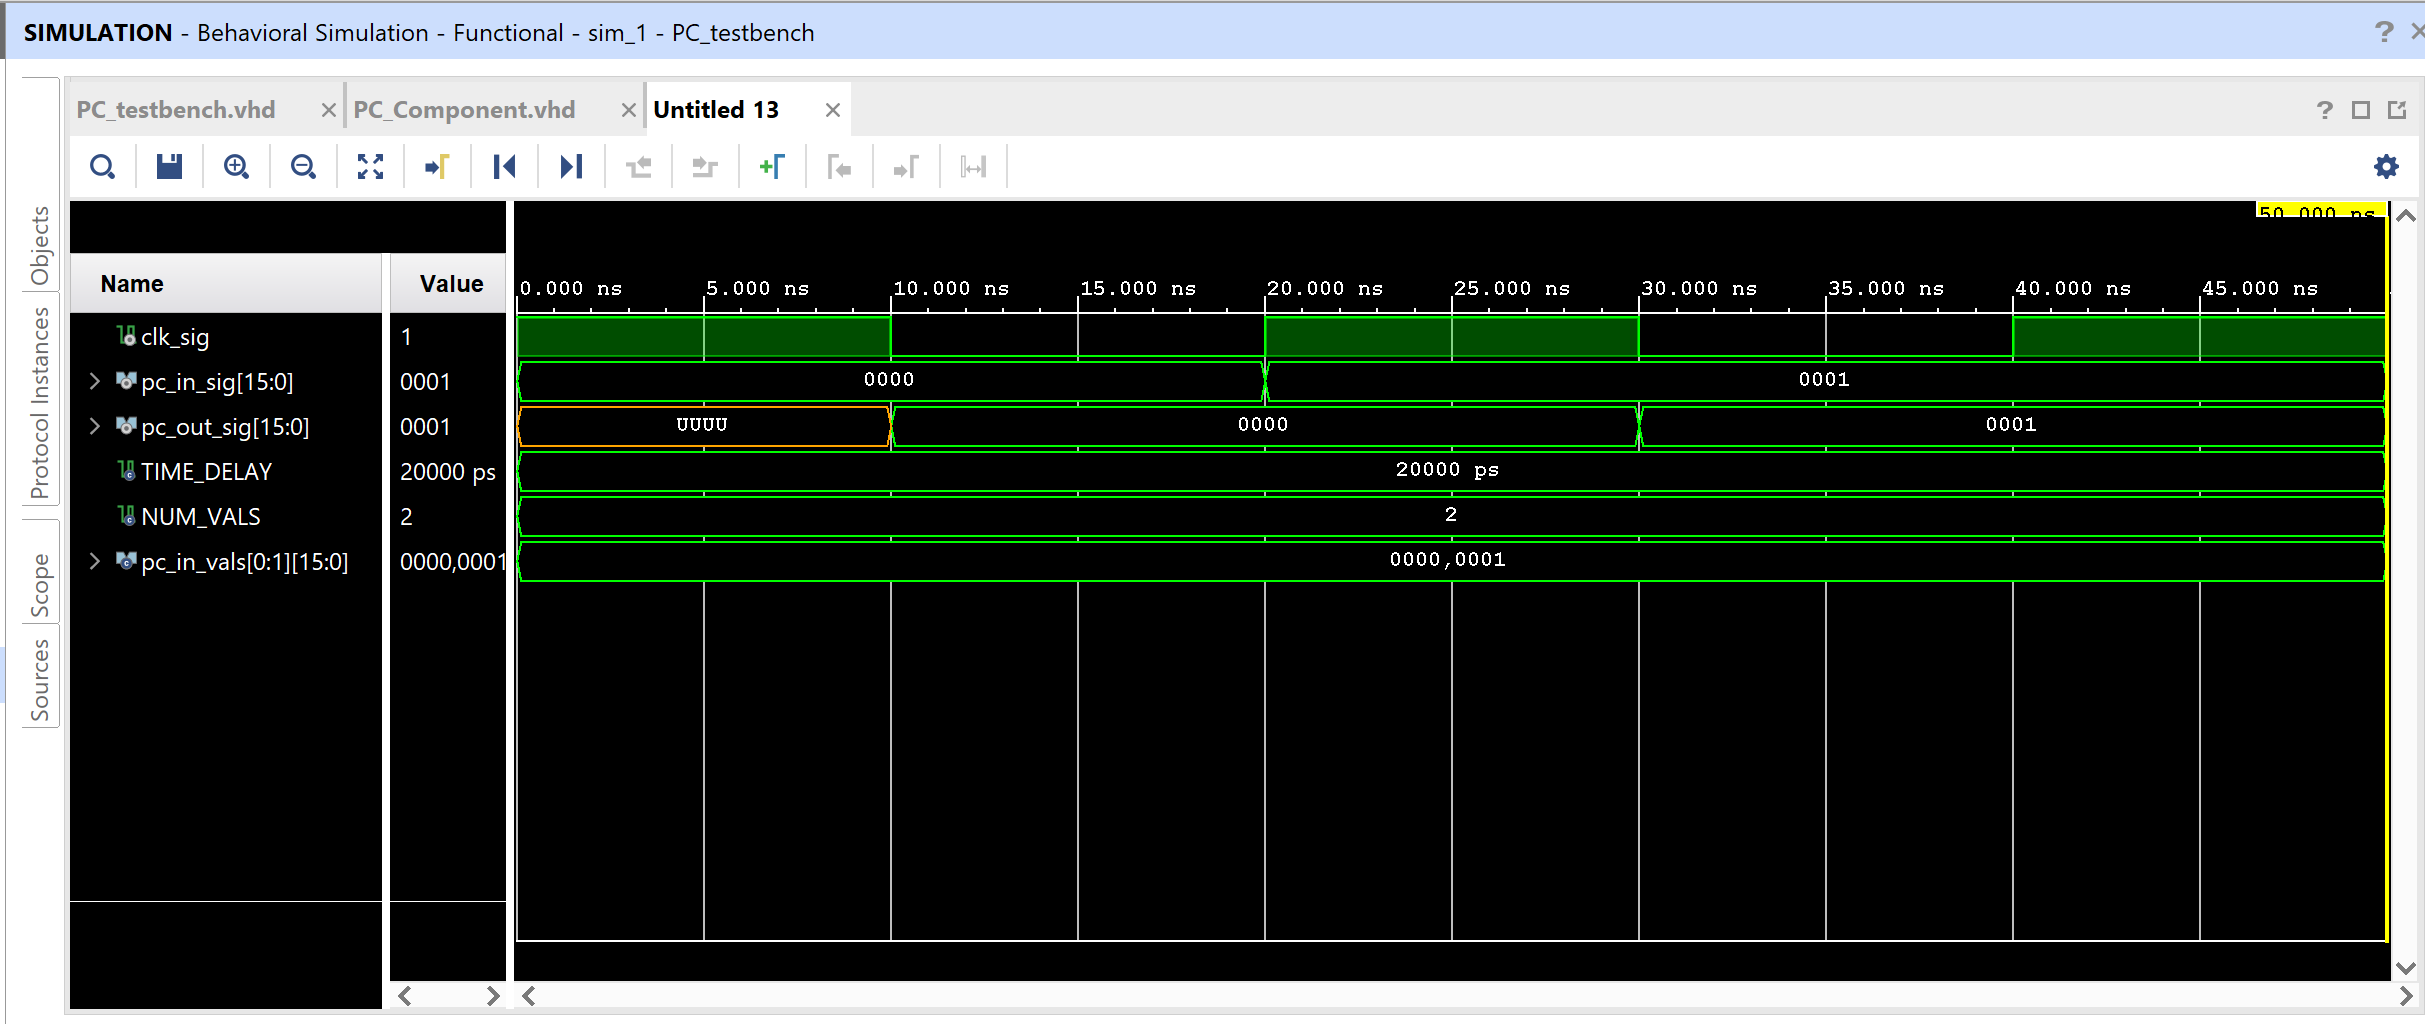 SIMULATION - Behavioral Simulation - Functional - sim_1 - PC_testbench
PC_testbench.vhd
PC_Component.vhd
Untitled 13
Objects
Protocol Instances
Scope
Sources
50.000 ns
Name Value
0.000 ns 5.000 ns 10.000 ns 15.000 ns 20.000 ns 25.000 ns 30.000 ns 35.000 ns 40.000 ns 45.000 ns
clk_sig 1
pc_in_sig[15:0] 0001 0000 0001
pc_out_sig[15:0] 0001 UUUU 0000 0001
TIME_DELAY 20000 ps 20000 ps
NUM_VALS 2 2
pc_in_vals[0:1][15:0] 0000,0001 0000,0001